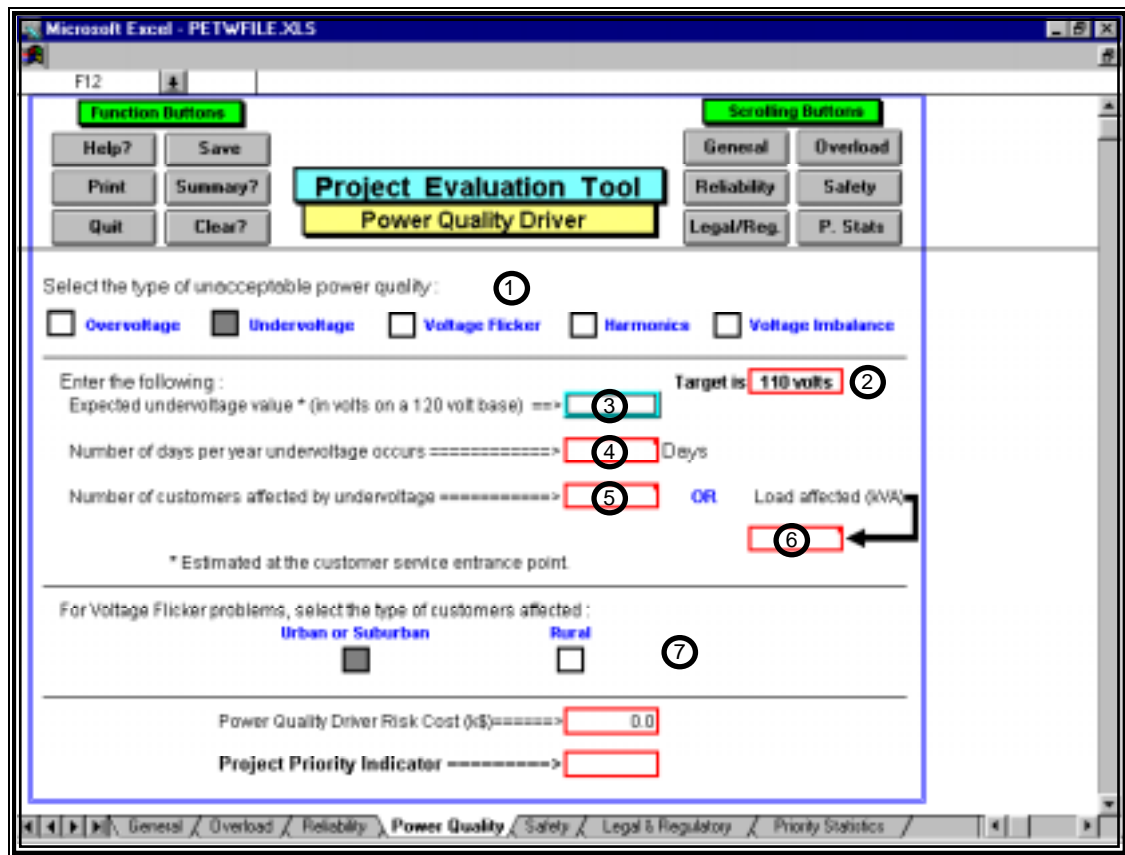 Microsoft Excel - PETWFILE.XLS
F12
Function Buttons
Scrolling Buttons
Help? Save
General Overload
Print Summary?
Project Evaluation Tool
Reliability Safety
Quit Clear?
Power Quality Driver
Legal/Reg. P. Stats
Select the type of unacceptable power quality :
1
Overvoltage Undervoltage Voltage Flicker Harmonics Voltage Imbalance
Enter the following :
Target is 110 volts 2
Expected undervoltage value * (in volts on a 120 volt base) ==> 3
Number of days per year undervoltage occurs ============> 4 Days
Number of customers affected by undervoltage ===========> 5 OR Load affected (kVA)
6
* Estimated at the customer service entrance point.
For Voltage Flicker problems, select the type of customers affected :
Urban or Suburban Rural
7
Power Quality Driver Risk Cost (k$)======> 0.0
Project Priority Indicator =========>
General / Overload / Reliability \ Power Quality / Safety / Legal & Regulatory / Priority Statistics /